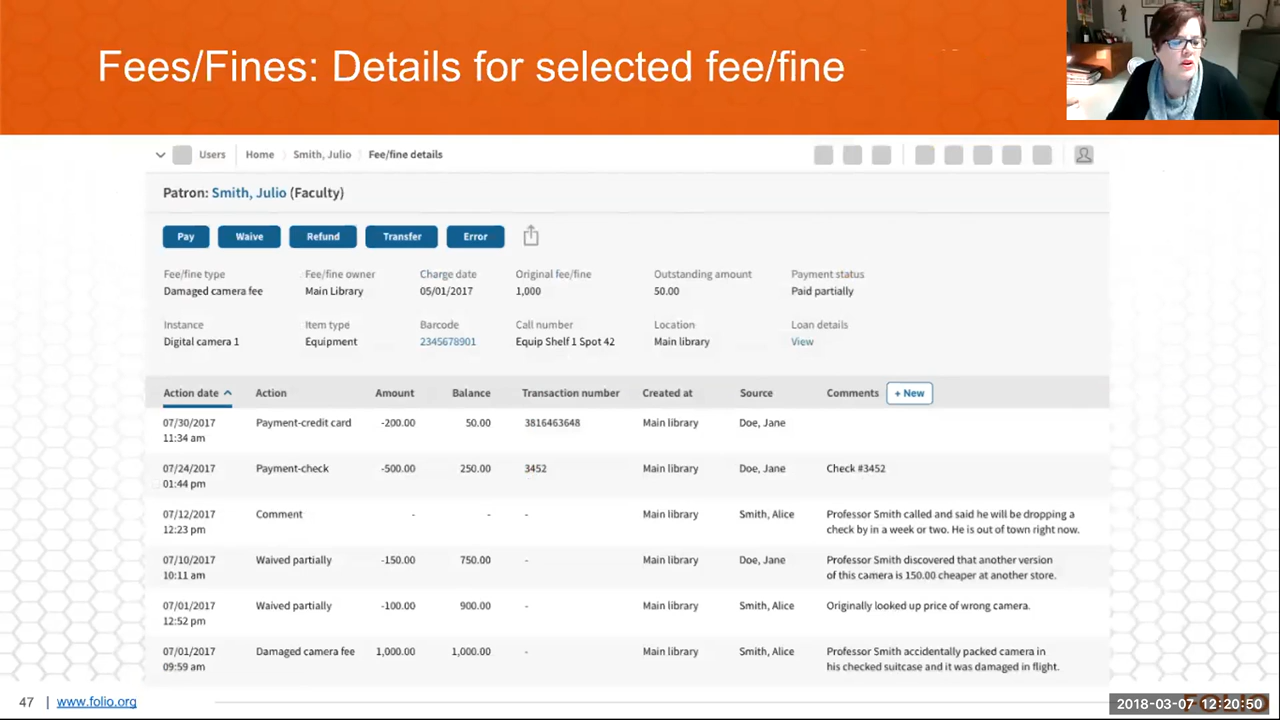 Fees/Fines: Details for selected fee/fine
Users Home Smith, Julio Fee/fine details
Patron: Smith, Julio (Faculty)
Pay Waive Refund Transfer Error
Fee/fine type Fee/fine owner Charge date Original fee/fine Outstanding amount Payment status
Damaged camera fee Main Library 05/01/2017 1,000 50.00 Paid partially
Instance Item type Barcode Call number Location Loan details
Digital camera 1 Equipment 2345678901 Equip Shelf 1 Spot 42 Main library View
Action date Action Amount Balance Transaction number Created at Source Comments + New
07/30/2017 Payment-credit card -200.00 50.00 3816463648 Main library Doe, Jane
11:34 am
07/24/2017 Payment-check -500.00 250.00 3452 Main library Doe, Jane Check #3452
01:44 pm
07/12/2017 Comment - - - Main library Smith, Alice Professor Smith called and said he will be dropping a
12:23 pm check by in a week or two. He is out of town right now.
07/10/2017 Waived partially -150.00 750.00 - Main library Doe, Jane Professor Smith discovered that another version
10:11 am of this camera is 150.00 cheaper at another store.
07/01/2017 Waived partially -100.00 900.00 - Main library Smith, Alice Originally looked up price of wrong camera.
12:52 pm
07/01/2017 Damaged camera fee 1,000.00 1,000.00 - Main library Smith, Alice Professor Smith accidentally packed camera in
09:59 am his checked suitcase and it was damaged in flight.
47 | www.folio.org
FOLIO
2018-03-07 12:20:50